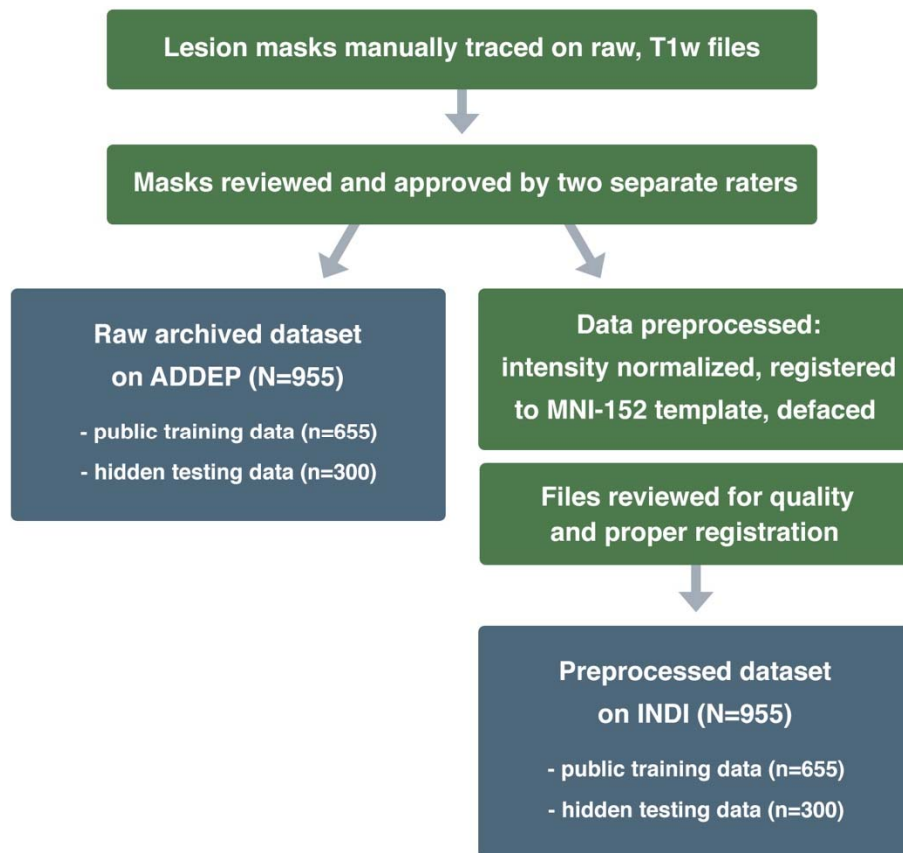 Lesion masks manually traced on raw, T1w files
Masks reviewed and approved by two separate raters
Raw archived dataset
on ADDEP (N=955)
- public training data (n=655)
- hidden testing data (n=300)
Data preprocessed:
intensity normalized, registered
to MNI-152 template, defaced
Files reviewed for quality
and proper registration
Preprocessed dataset
on INDI (N=955)
- public training data (n=655)
- hidden testing data (n=300)